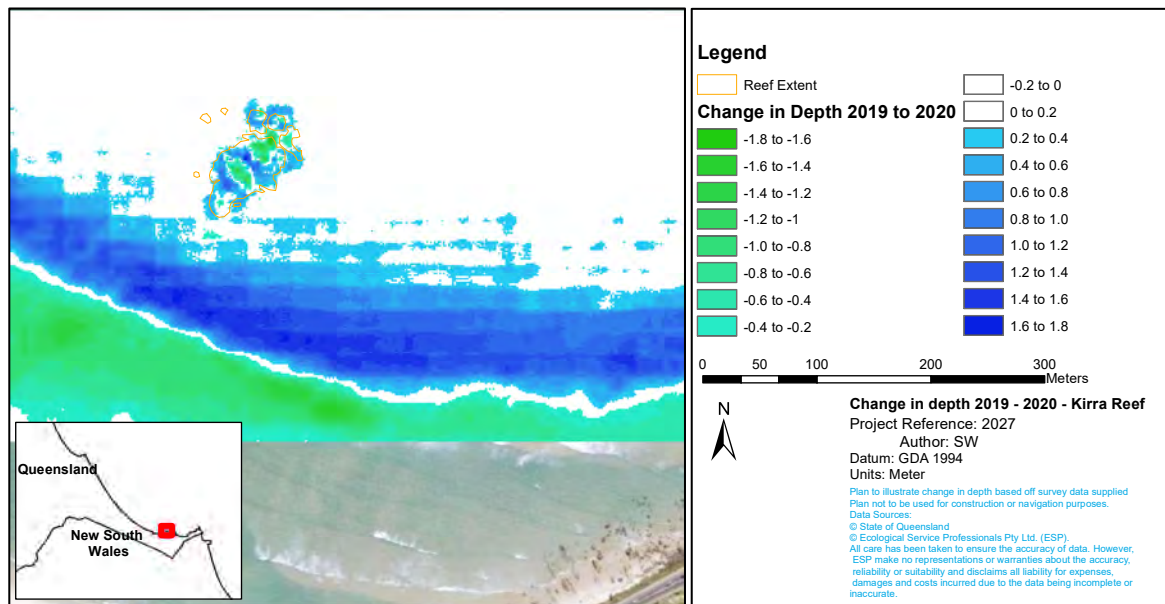 Queensland
New South
Wales
Legend
Reef Extent
Change in Depth 2019 to 2020
-1.8 to -1.6
-1.6 to -1.4
-1.4 to -1.2
-1.2 to -1
-1.0 to -0.8
-0.8 to -0.6
-0.6 to -0.4
-0.4 to -0.2
-0.2 to 0
0 to 0.2
0.2 to 0.4
0.4 to 0.6
0.6 to 0.8
0.8 to 1.0
1.0 to 1.2
1.2 to 1.4
1.4 to 1.6
1.6 to 1.8
0 50 100 200 300
Meters
N
Change in depth 2019 - 2020 - Kirra Reef
Project Reference: 2027
Author: SW
Datum: GDA 1994
Units: Meter
Plan to illustrate change in depth based off survey data supplied
Plan not to be used for construction or navigation purposes.
Data Sources:
© State of Queensland
© Ecological Service Professionals Pty Ltd. (ESP).
All care has been taken to ensure the accuracy of data. However,
ESP make no representations or warranties about the accuracy,
reliability or suitability and disclaims all liability for expenses,
damages and costs incurred due to the data being incomplete or
inaccurate.